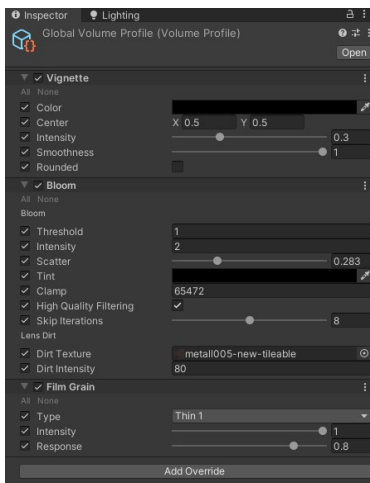 Inspector Lighting
Global Volume Profile (Volume Profile)
Open
Vignette
All None
Color
Center X 0.5 Y 0.5
Intensity 0.3
Smoothness 1
Rounded
Bloom
All None
Bloom
Threshold 1
Intensity 2
Scatter 0.283
Tint
Clamp 65472
High Quality Filtering
Skip Iterations 8
Lens Dirt
Dirt Texture metall005-new-tileable
Dirt Intensity 80
Film Grain
All None
Type Thin 1
Intensity 1
Response 0.8
Add Override